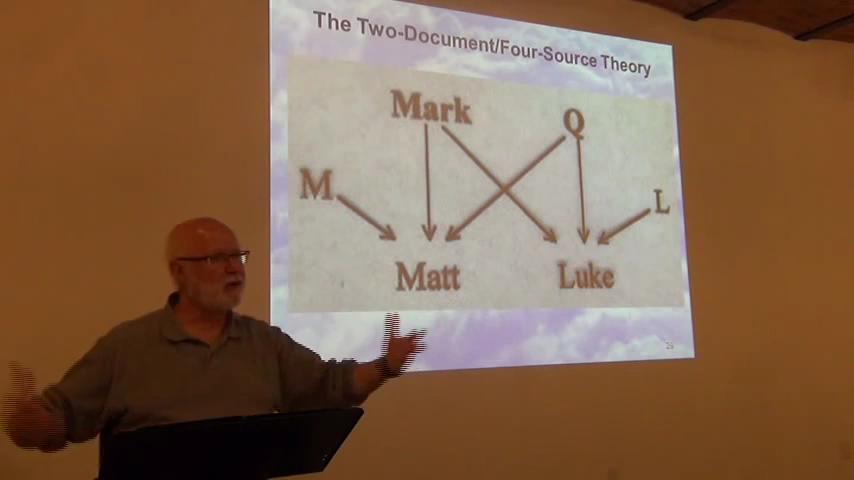 The Two-Document/Four-Source Theory
Mark
Q
M
L
Matt
Luke